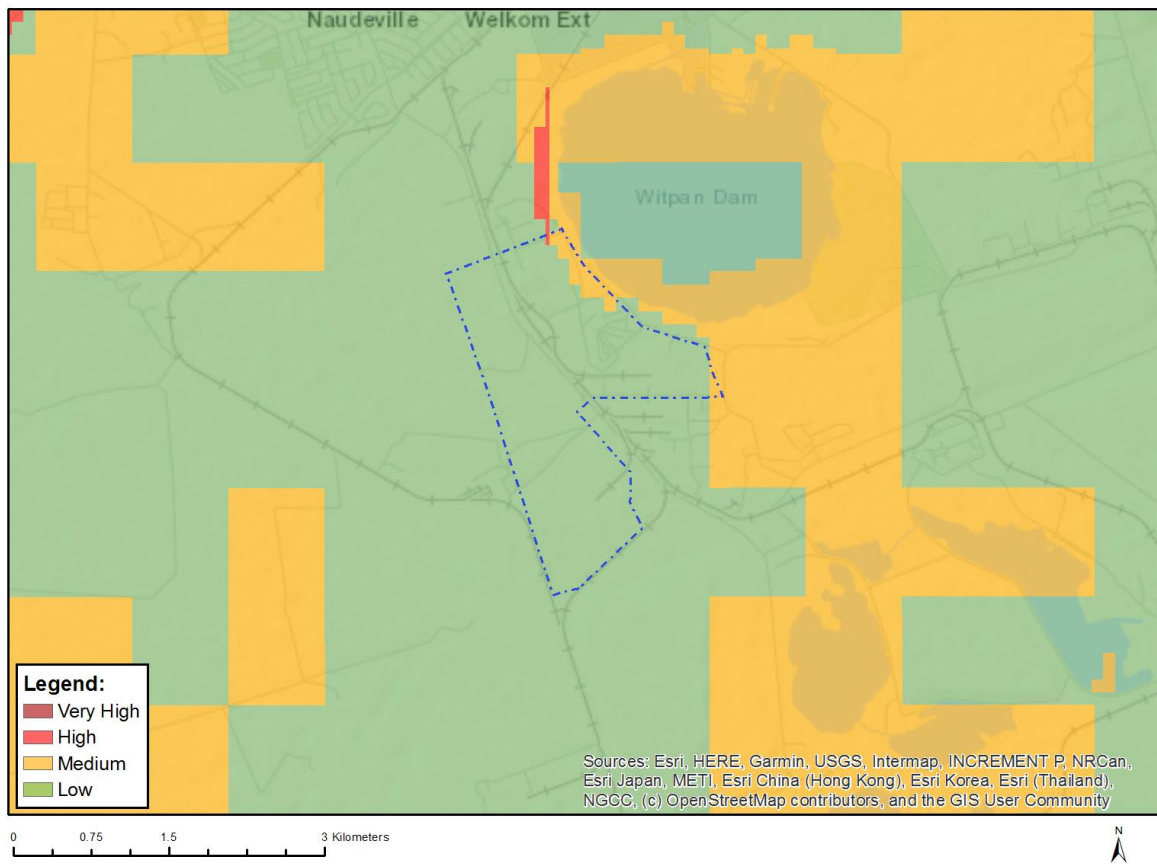 Naudeville Welkom Ext
Witpan Dam
Legend:
Very High
High
Medium
Low
Sources: Esri, HERE, Garmin, USGS, Intermap, INCREMENT P, NRCan,
Esri Japan, METI, Esri China (Hong Kong), Esri Korea, Esri (Thailand),
NGCC, (c) OpenStreetMap contributors, and the GIS User Community
0 0.75 1.5 3 Kilometers
N